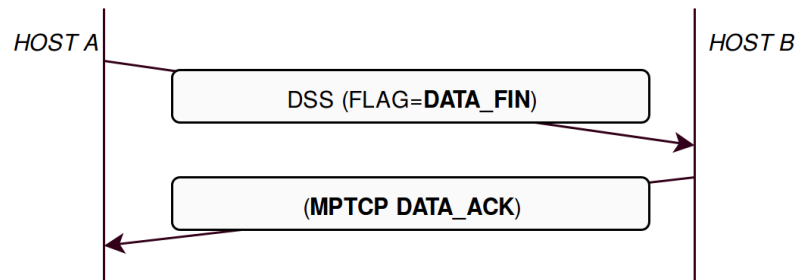 HOST A
HOST B
DSS (FLAG=DATA_FIN)
(MPTCP DATA_ACK)